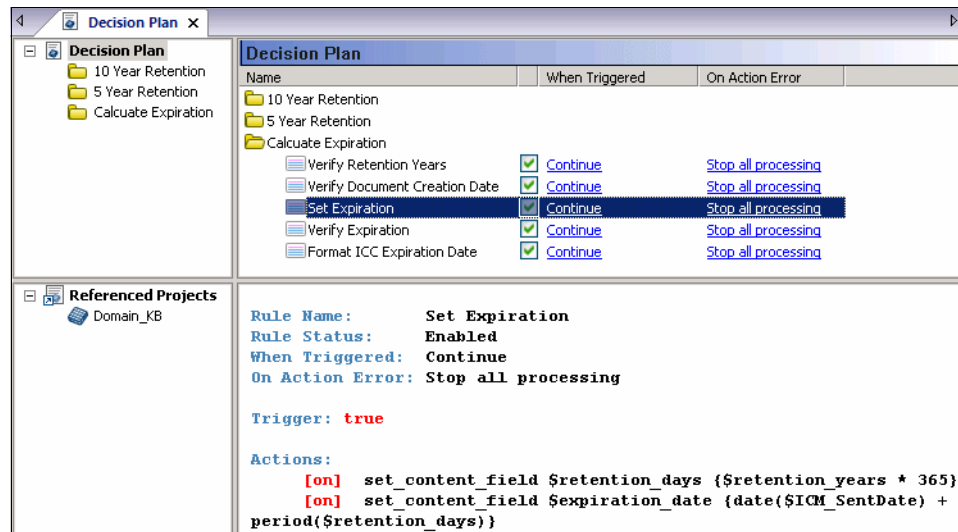 Decision Plan
Decision Plan
10 Year Retention
5 Year Retention
Calcuate Expiration
Decision Plan
Name When Triggered On Action Error
10 Year Retention
5 Year Retention
Calcuate Expiration
Verify Retention Years Continue Stop all processing
Verify Document Creation Date Continue Stop all processing
Set Expiration Continue Stop all processing
Verify Expiration Continue Stop all processing
Format ICC Expiration Date Continue Stop all processing
Referenced Projects
Domain_KB
Rule Name: Set Expiration
Rule Status: Enabled
When Triggered: Continue
On Action Error: Stop all processing
Trigger: true
Actions:
[on] set_content_field $retention_days {$retention_years * 365}
[on] set_content_field $expiration_date {date($ICM_SentDate) +
period($retention_days)}